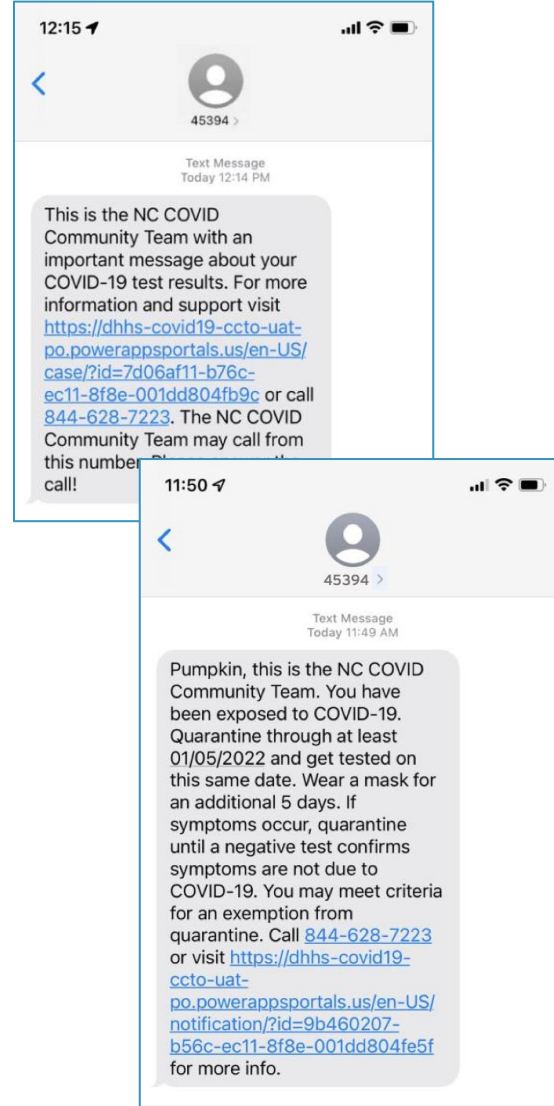 12:15
45394 >
Text Message
Today 12:14 PM
This is the NC COVID
Community Team with an
important message about your
COVID-19 test results. For more
information and support visit
https://dhhs-covid19-ccto-uat-
po.powerappsportals.us/en-US/
case/?id=7d06af11-b76c-
ec11-8f8e-001dd804fb9c or call
844-628-7223. The NC COVID
Community Team may call from
this number
call!
11:50
45394 >
Text Message
Today 11:49 AM
Pumpkin, this is the NC COVID
Community Team. You have
been exposed to COVID-19.
Quarantine through at least
01/05/2022 and get tested on
this same date. Wear a mask for
an additional 5 days. If
symptoms occur, quarantine
until a negative test confirms
symptoms are not due to
COVID-19. You may meet criteria
for an exemption from
quarantine. Call 844-628-7223
or visit https://dhhs-covid19-
ccto-uat-
po.powerappsportals.us/en-US/
notification/?id=9b460207-
b56c-ec11-8f8e-001dd804fe5f
for more info.